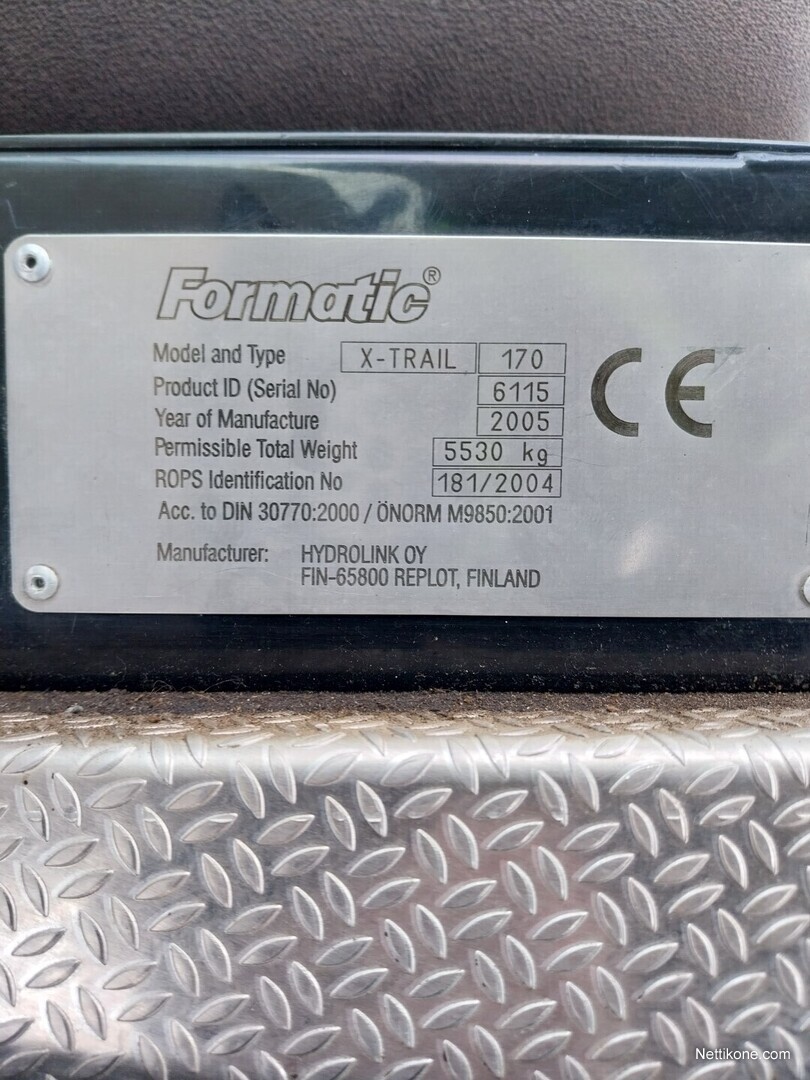 Formatic®
Model and Type X-TRAIL 170
Product ID (Serial No) 6115
Year of Manufacture 2005
Permissible Total Weight 5530 kg
ROPS Identification No 181/2004
Acc. to DIN 30770:2000 / ÖNORM M9850:2001
CE
Manufacturer: HYDROLINK OY
FIN-65800 REPLOT, FINLAND
Nettikone.com